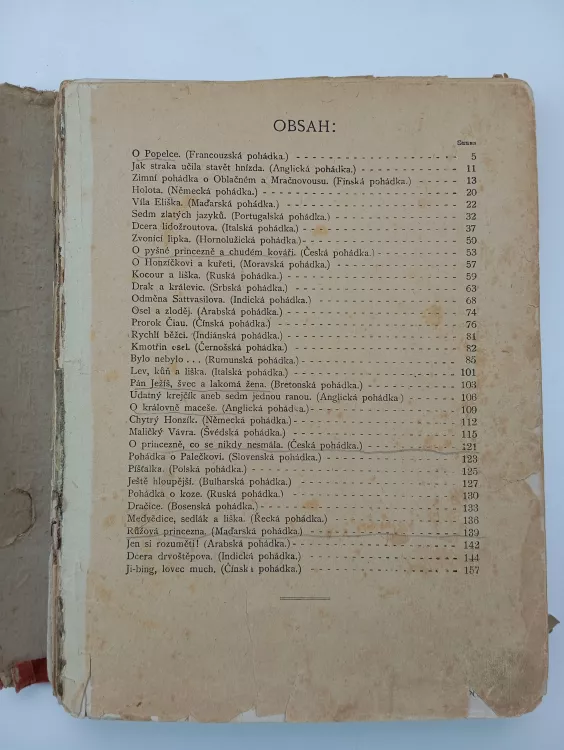 OBSAH:
Strana
O Popelce. (Francouzská pohádka.) - - - - - - - - - - - - - - - - 5
Jak straka učila stavět hnízda. (Anglická pohádka.) - - - - - - - - - - 11
Zimní pohádka o Oblačném a Mračnovousu. (Finská pohádka.) - - - - 13
Holota. (Německá pohádka.) - - - - - - - - - - - - - - - - 20
Víla Eliška. (Maďarská pohádka.) - - - - - - - - - - - - - - - - 22
Sedm zlatých jazyků. (Portugalská pohádka.) - - - - - - - - - - - - 32
Dcera lidožroutova. (Italská pohádka.) - - - - - - - - - - - - - - 37
Zvonící lipka. (Hornolužická pohádka.) - - - - - - - - - - - - - - 50
O pyšné princezně a chudém kováři. (Česká pohádka.) - - - - - - - - 53
O Honzíčkovi a kuřeti. (Moravská pohádka.) - - - - - - - - - - - - 57
Kocour a liška. (Ruská pohádka.) - - - - - - - - - - - - - - - - 59
Drak a králevic. (Srbská pohádka.) - - - - - - - - - - - - - - - - 63
Odměna Sattvasilova. (Indická pohádka.) - - - - - - - - - - - - - - 68
Osel a zloděj. (Arabská pohádka.) - - - - - - - - - - - - - - - - 74
Prorok Čiau. (Čínská pohádka.) - - - - - - - - - - - - - - - - 76
Rychlí běžci. (Indiánská pohádka.) - - - - - - - - - - - - - - - - 81
Kmotřin osel. (Černošská pohádka.) - - - - - - - - - - - - - - - - 82
Bylo nebylo . . . (Rumunská pohádka.) - - - - - - - - - - - - - - 85
Lev, kůň a liška. (Italská pohádka.) - - - - - - - - - - - - - - - - 101
Pán Ježíš, švec a lakomá žena. (Bretonská pohádka.) - - - - - - - - - - 103
Udatný krejčík aneb sedm jednou ranou. (Anglická pohádka ) - - - - - - 106
O královně maceše. (Anglická pohádka.) - - - - - - - - - - - - - - 109
Chytrý Honzík. (Německá pohádka.) - - - - - - - - - - - - - - - - 112
Maličký Vávra. (Švédská pohádka.) - - - - - - - - - - - - - - - - 115
O princezně, co se nikdy nesmála. (Česká pohádka.) - - - - - - - - - - 121
Pohádka o Palečkovi. (Slovenská pohádka.) - - - - - - - - - - - - 123
Píšťalka. (Polská pohádka.) - - - - - - - - - - - - - - - - 125
Ještě hloupější. (Bulharská pohádka.) - - - - - - - - - - - - - - 127
Pohádka o koze. (Ruská pohádka.) - - - - - - - - - - - - - - - - 130
Dračice. (Bosenská pohádka.) - - - - - - - - - - - - - - - - 133
Medvědice, sedlák a liška. (Řecká pohádka.) - - - - - - - - - - - - 136
Růžová princezna. (Maďarská pohádka.) - - - - - - - - - - - - - - 139
Jen si rozuměti! (Arabská pohádka.) - - - - - - - - - - - - - - - - 142
Dcera drvoštěpova. (Indická pohádka.) - - - - - - - - - - - - - - 144
Ji-bing, lovec much. (Čínská pohádka.) - - - - - - - - - - - - - - 157